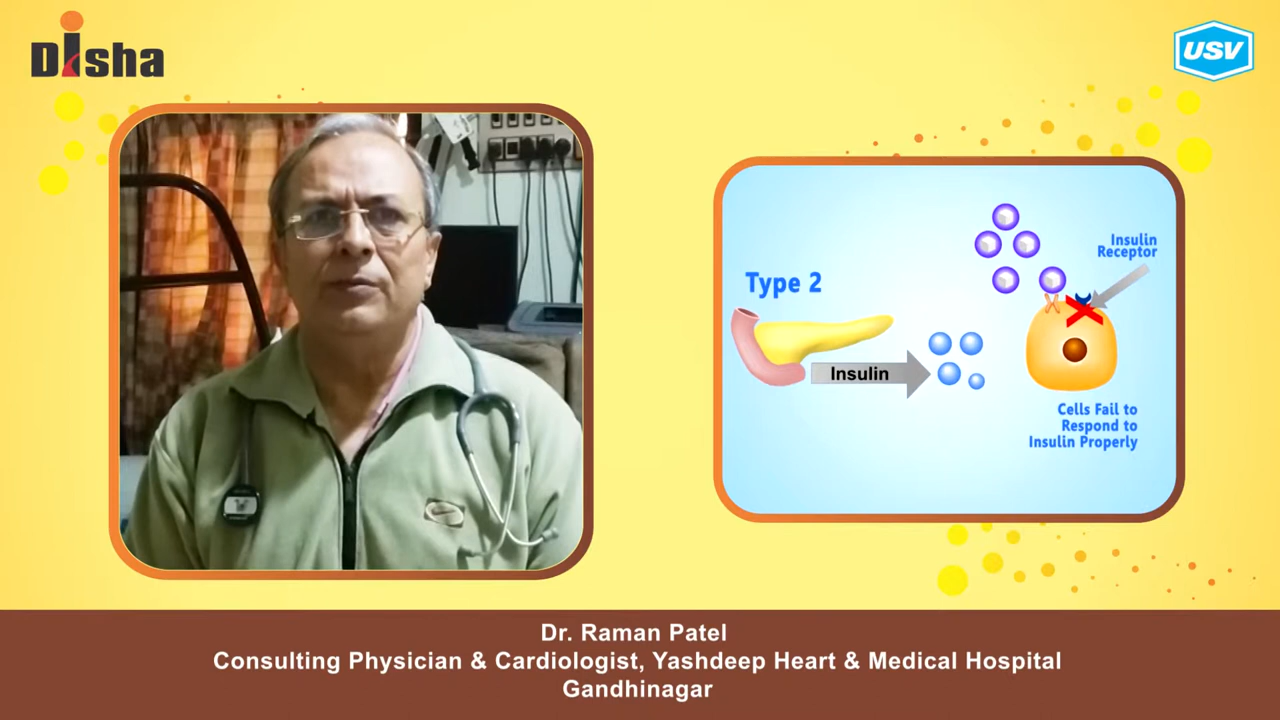 Disha
USV
Type 2
Insulin
Insulin
Receptor
Cells Fail to
Respond to
Insulin Properly
Dr. Raman Patel
Consulting Physician & Cardiologist, Yashdeep Heart & Medical Hospital
Gandhinagar